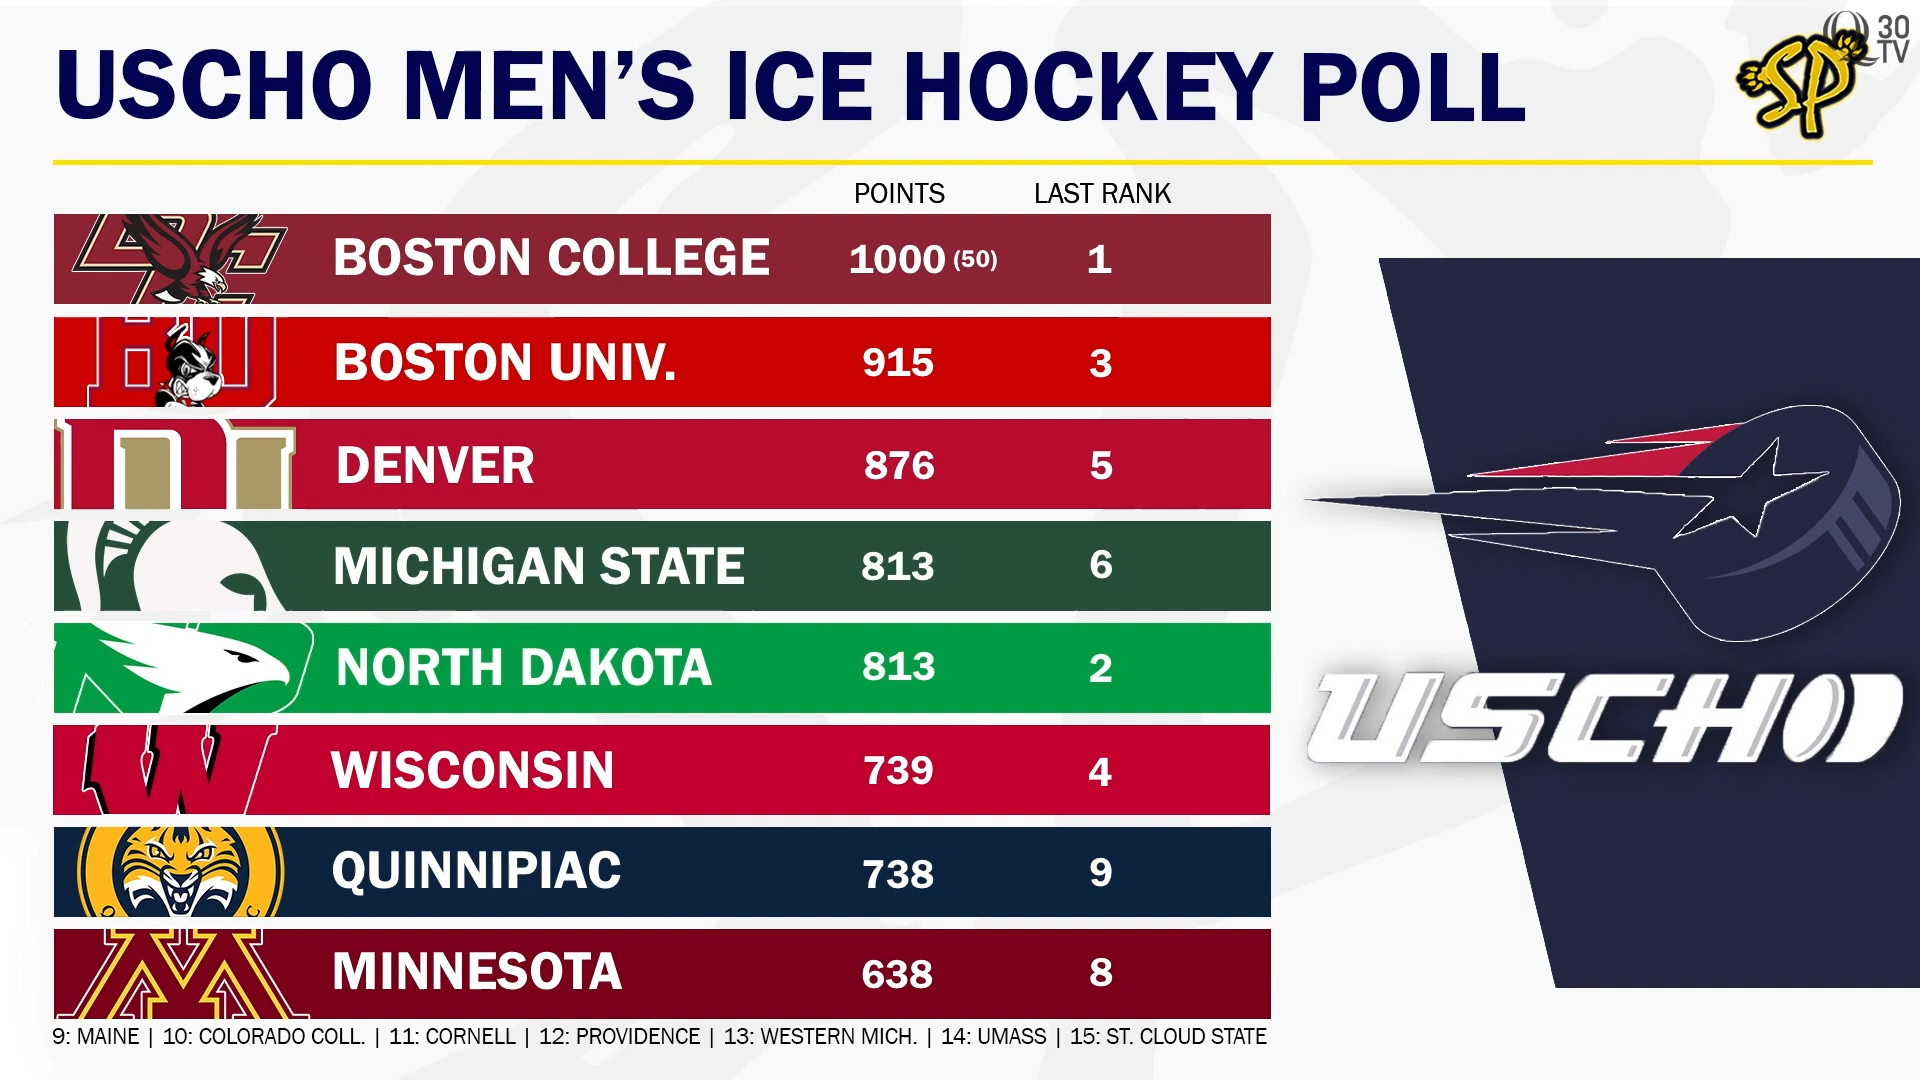 USCHO MEN'S ICE HOCKEY POLL
SP
Q 30 TV
POINTS LAST RANK
BOSTON COLLEGE 1000 (50) 1
BOSTON UNIV. 915 3
DENVER 876 5
MICHIGAN STATE 813 6
NORTH DAKOTA 813 2
WISCONSIN 739 4
QUINNIPIAC 738 9
MINNESOTA 638 8
9: MAINE | 10: COLORADO COLL. | 11: CORNELL | 12: PROVIDENCE | 13: WESTERN MICH. | 14: UMASS | 15: ST. CLOUD STATE
USCHO